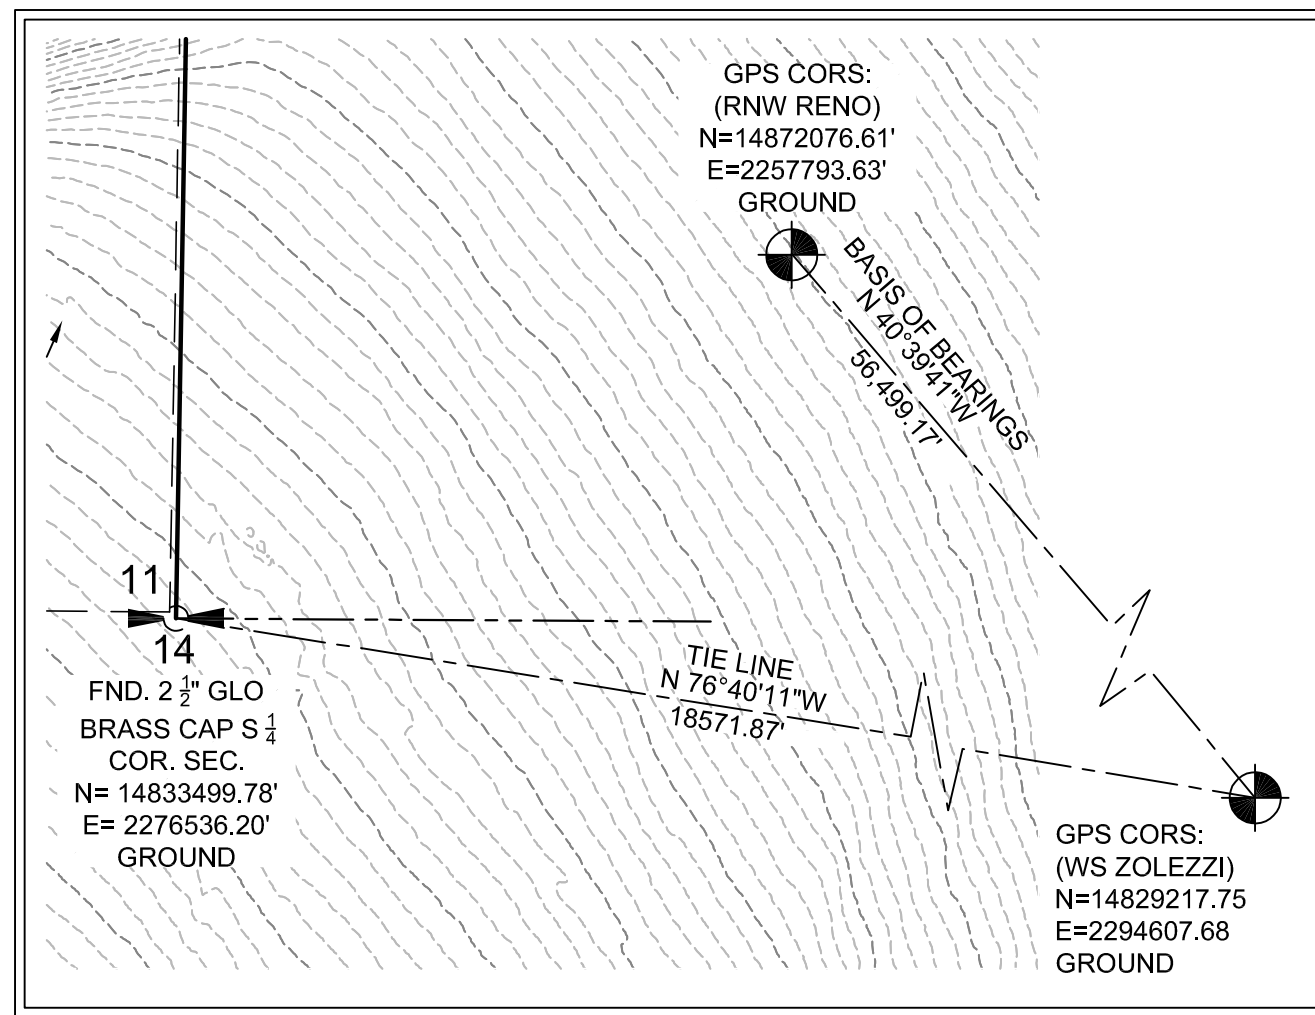 GPS CORS:
(RNW RENO)
N=14872076.61'
E=2257793.63'
GROUND
BASIS OF BEARINGS
N 40°39'41"W
56,499.17'
11
14
FND. 2 1/2" GLO
BRASS CAP S 1/4
COR. SEC.
N= 14833499.78'
E= 2276536.20'
GROUND
TIE LINE
N 76°40'11"W
18571.87'
GPS CORS:
(WS ZOLEZZI)
N=14829217.75
E=2294607.68
GROUND